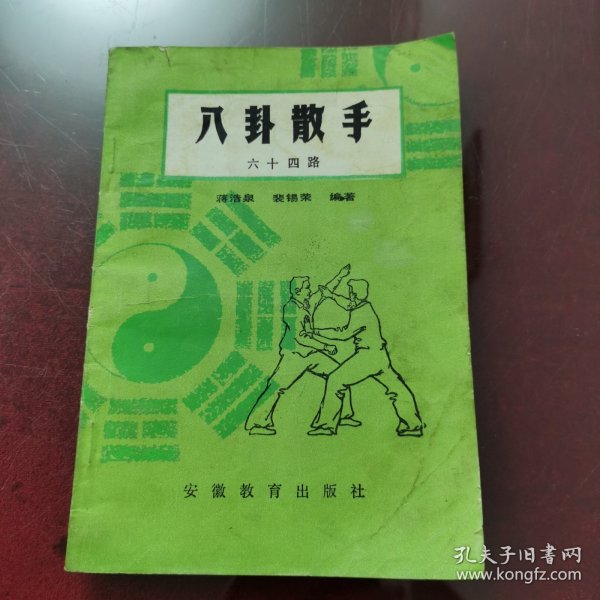 八卦散手
六十四路
蒋浩泉 裴锡荣 编著
安徽教育出版社
孔夫子旧书网
www.kongfz.com